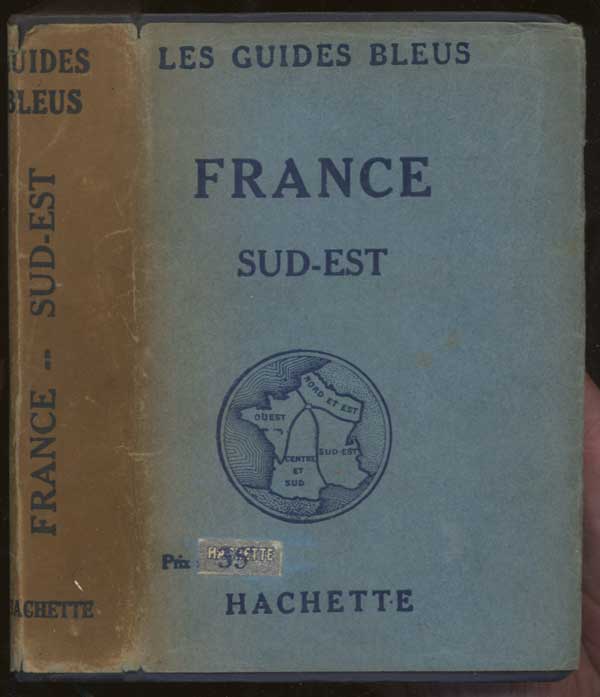 GUIDES
BLEUS
FRANCE -- SUD-EST
HACHETTE
LES GUIDES BLEUS
FRANCE
SUD-EST
NORD ET EST
OUEST
CENTRE
ET
SUD
SUD-EST
Prix :
HACHETTE
35
HACHETTE